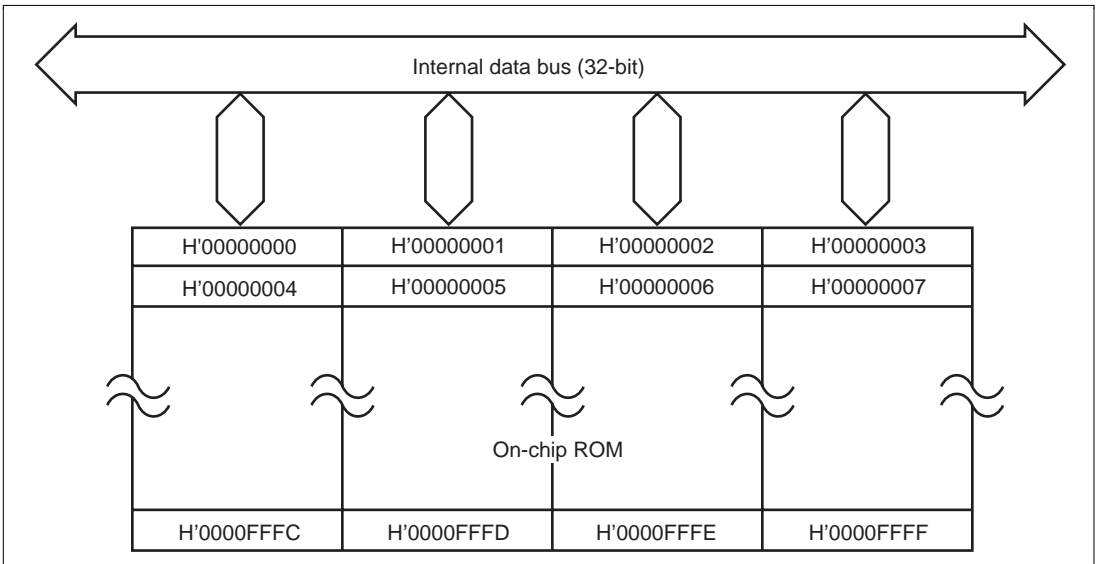 Internal data bus (32-bit)
H'00000000 H’00000001 H’00000002 H’00000003
H’00000004 H’00000005 H’00000006 H’00000007
On-chip ROM
H’0000FFFC H’0000FFFD H’0000FFFE H’0000FFFF